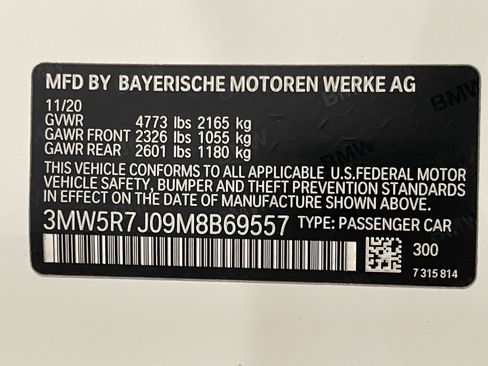 MFD BY BAYERISCHE MOTOREN WERKE AG
11/20
GVWR 4773 lbs 2165 kg
GAWR FRONT 2326 lbs 1055 kg
GAWR REAR 2601 lbs 1180 kg
THIS VEHICLE CONFORMS TO ALL APPLICABLE U.S.FEDERAL MOTOR
VEHICLE SAFETY, BUMPER AND THEFT PREVENTION STANDARDS
IN EFFECT ON THE DATE OF MANUFACTURE SHOWN ABOVE.
3MW5R7J09M8B69557 TYPE: PASSENGER CAR
300
7 315 814
BMW